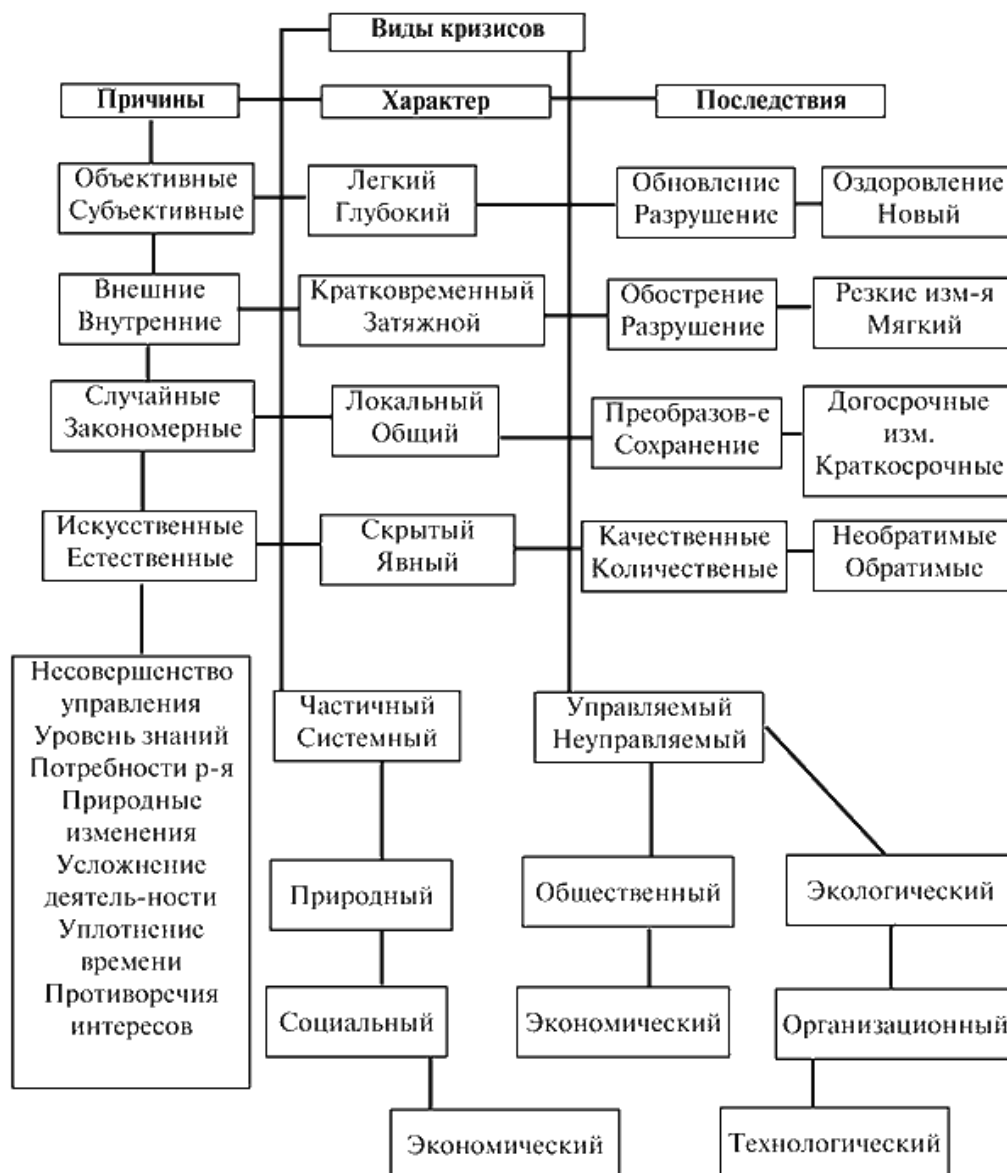 Виды кризисов
Причины
Характер
Последствия
Объективные
Субъективные
Легкий
Глубокий
Обновление
Разрушение
Оздоровление
Новый
Внешние
Внутренние
Кратковременный
Затяжной
Обострение
Разрушение
Резкие изм-я
Мягкий
Случайные
Закономерные
Локальный
Общий
Преобразов-е
Сохранение
Догосрочные
изм.
Краткосрочные
Искусственные
Естественные
Скрытый
Явный
Качественные
Количественые
Необратимые
Обратимые
Несовершенство
управления
Уровень знаний
Потребности р-я
Природные
изменения
Усложнение
деятель-ности
Уплотнение
времени
Противоречия
интересов
Частичный
Системный
Управляемый
Неуправляемый
Природный
Общественный
Экологический
Социальный
Экономический
Организационный
Экономический
Технологический